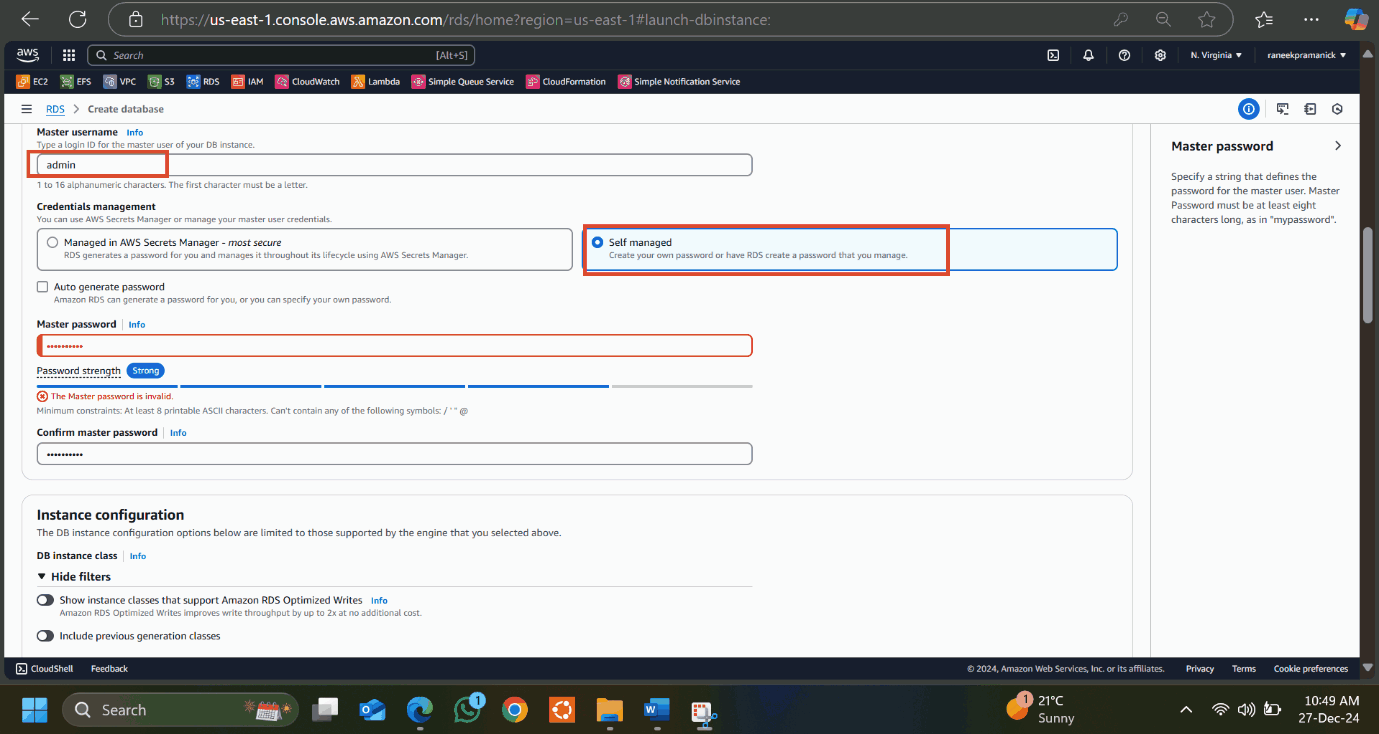 https://us-east-1.console.aws.amazon.com/rds/home?region=us-east-1#launch-dbinstance:
aws Search [Alt+S] N. Virginia ▼ raneekpramanick ▼
EC2 EFS VPC S3 RDS IAM CloudWatch Lambda Simple Queue Service CloudFormation Simple Notification Service
RDS > Create database
Master username Info
Type a login ID for the master user of your DB instance.
admin
1 to 16 alphanumeric characters. The first character must be a letter.
Credentials management
You can use AWS Secrets Manager or manage your master user credentials.
Managed in AWS Secrets Manager - most secure
RDS generates a password for you and manages it throughout its lifecycle using AWS Secrets Manager.
Self managed
Create your own password or have RDS create a password that you manage.
Auto generate password
Amazon RDS can generate a password for you, or you can specify your own password.
Master password Info
••••••••••
Password strength Strong
The Master password is invalid.
Minimum constraints: At least 8 printable ASCII characters. Can't contain any of the following symbols: / ' " @
Confirm master password Info
••••••••••
Instance configuration
The DB instance configuration options below are limited to those supported by the engine that you selected above.
DB instance class Info
▼ Hide filters
Show instance classes that support Amazon RDS Optimized Writes Info
Amazon RDS Optimized Writes improves write throughput by up to 2x at no additional cost.
Include previous generation classes
Master password
Specify a string that defines the
password for the master user. Master
Password must be at least eight
characters long, as in "mypassword".
CloudShell Feedback © 2024, Amazon Web Services, Inc. or its affiliates. Privacy Terms Cookie preferences
Search
1
1
21°C
Sunny
10:49 AM
27-Dec-24